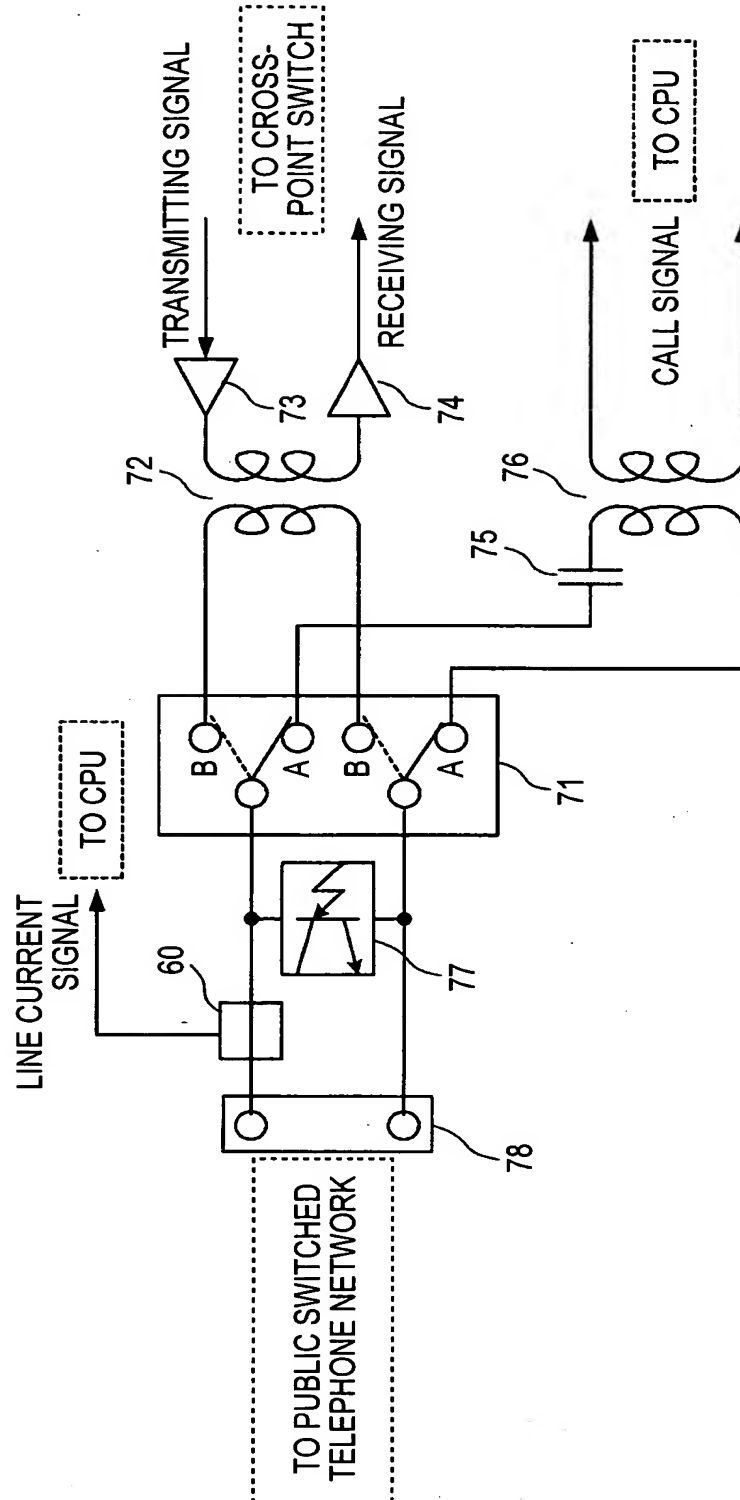 TRANSMITTING SIGNAL
TO CROSS-
POINT SWITCH
RECEIVING SIGNAL
73
74
72
TO CPU
CALL SIGNAL
76
75
LINE CURRENT
SIGNAL
TO CPU
60
B
A
B
A
71
77
78
TO PUBLIC SWITCHED
TELEPHONE NETWORK